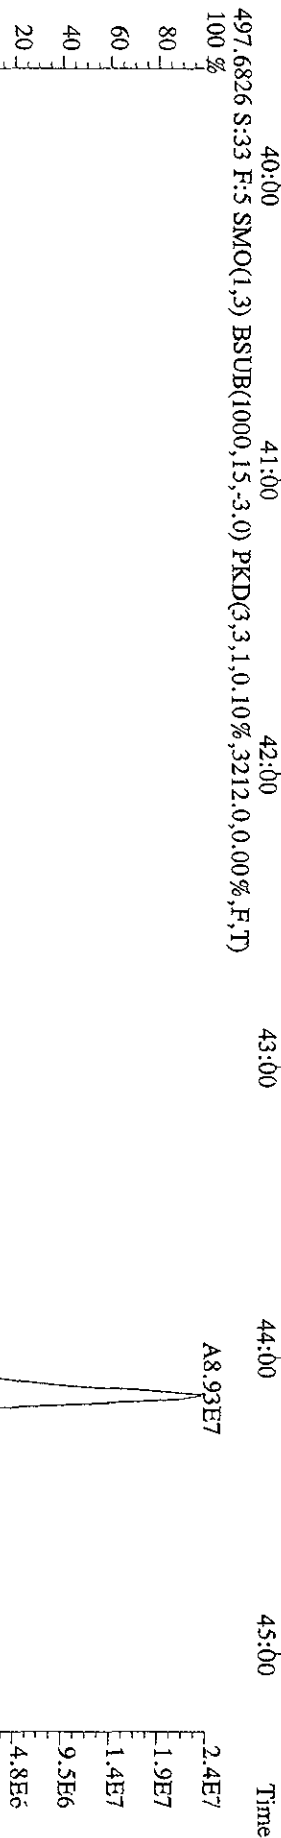 40:00 41:00 42:00 43:00 44:00 45:00 Time
497.6826 S:33 F:5 SMO(1,3) BSUB(1000,15,-3.0) PKD(3,3,1,0.10%,3212.0,0.00%,F,T)
100 % A8.93E7 2.4E7
80 1.9E7
60 1.4E7
40 9.5E6
20 4.8E6